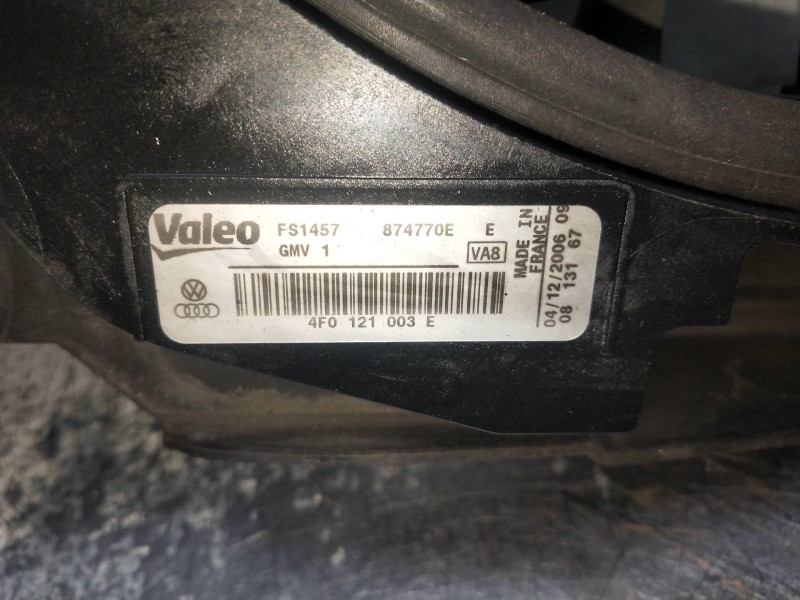 Valeo FS1457 874770E E
GMV 1 VA8
4F0 121 003 E
MADE IN
FRANCE
04/12/2006 09
08 131 67